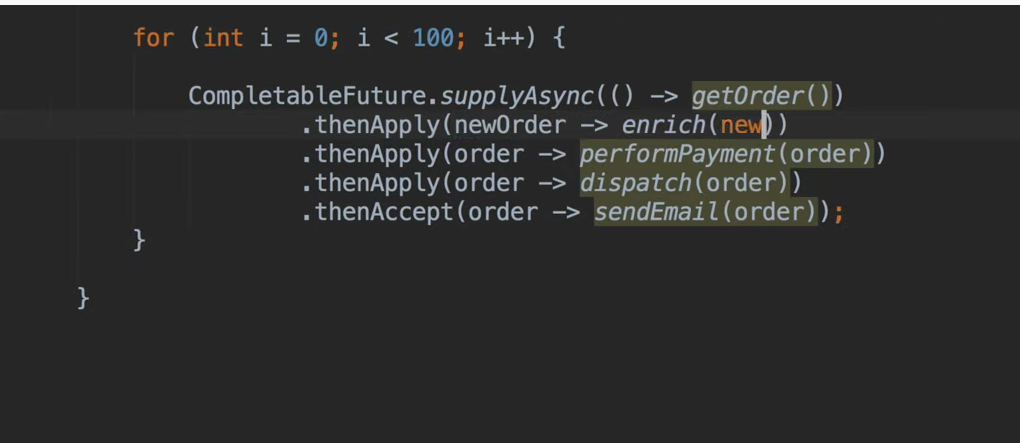 for (int i = 0; i < 100; i++) {
CompletableFuture.supplyAsync(() -> getOrder())
.thenApply(newOrder -> enrich(new))
.thenApply(order -> performPayment(order))
.thenApply(order -> dispatch(order))
.thenAccept(order -> sendEmail(order));
}
}